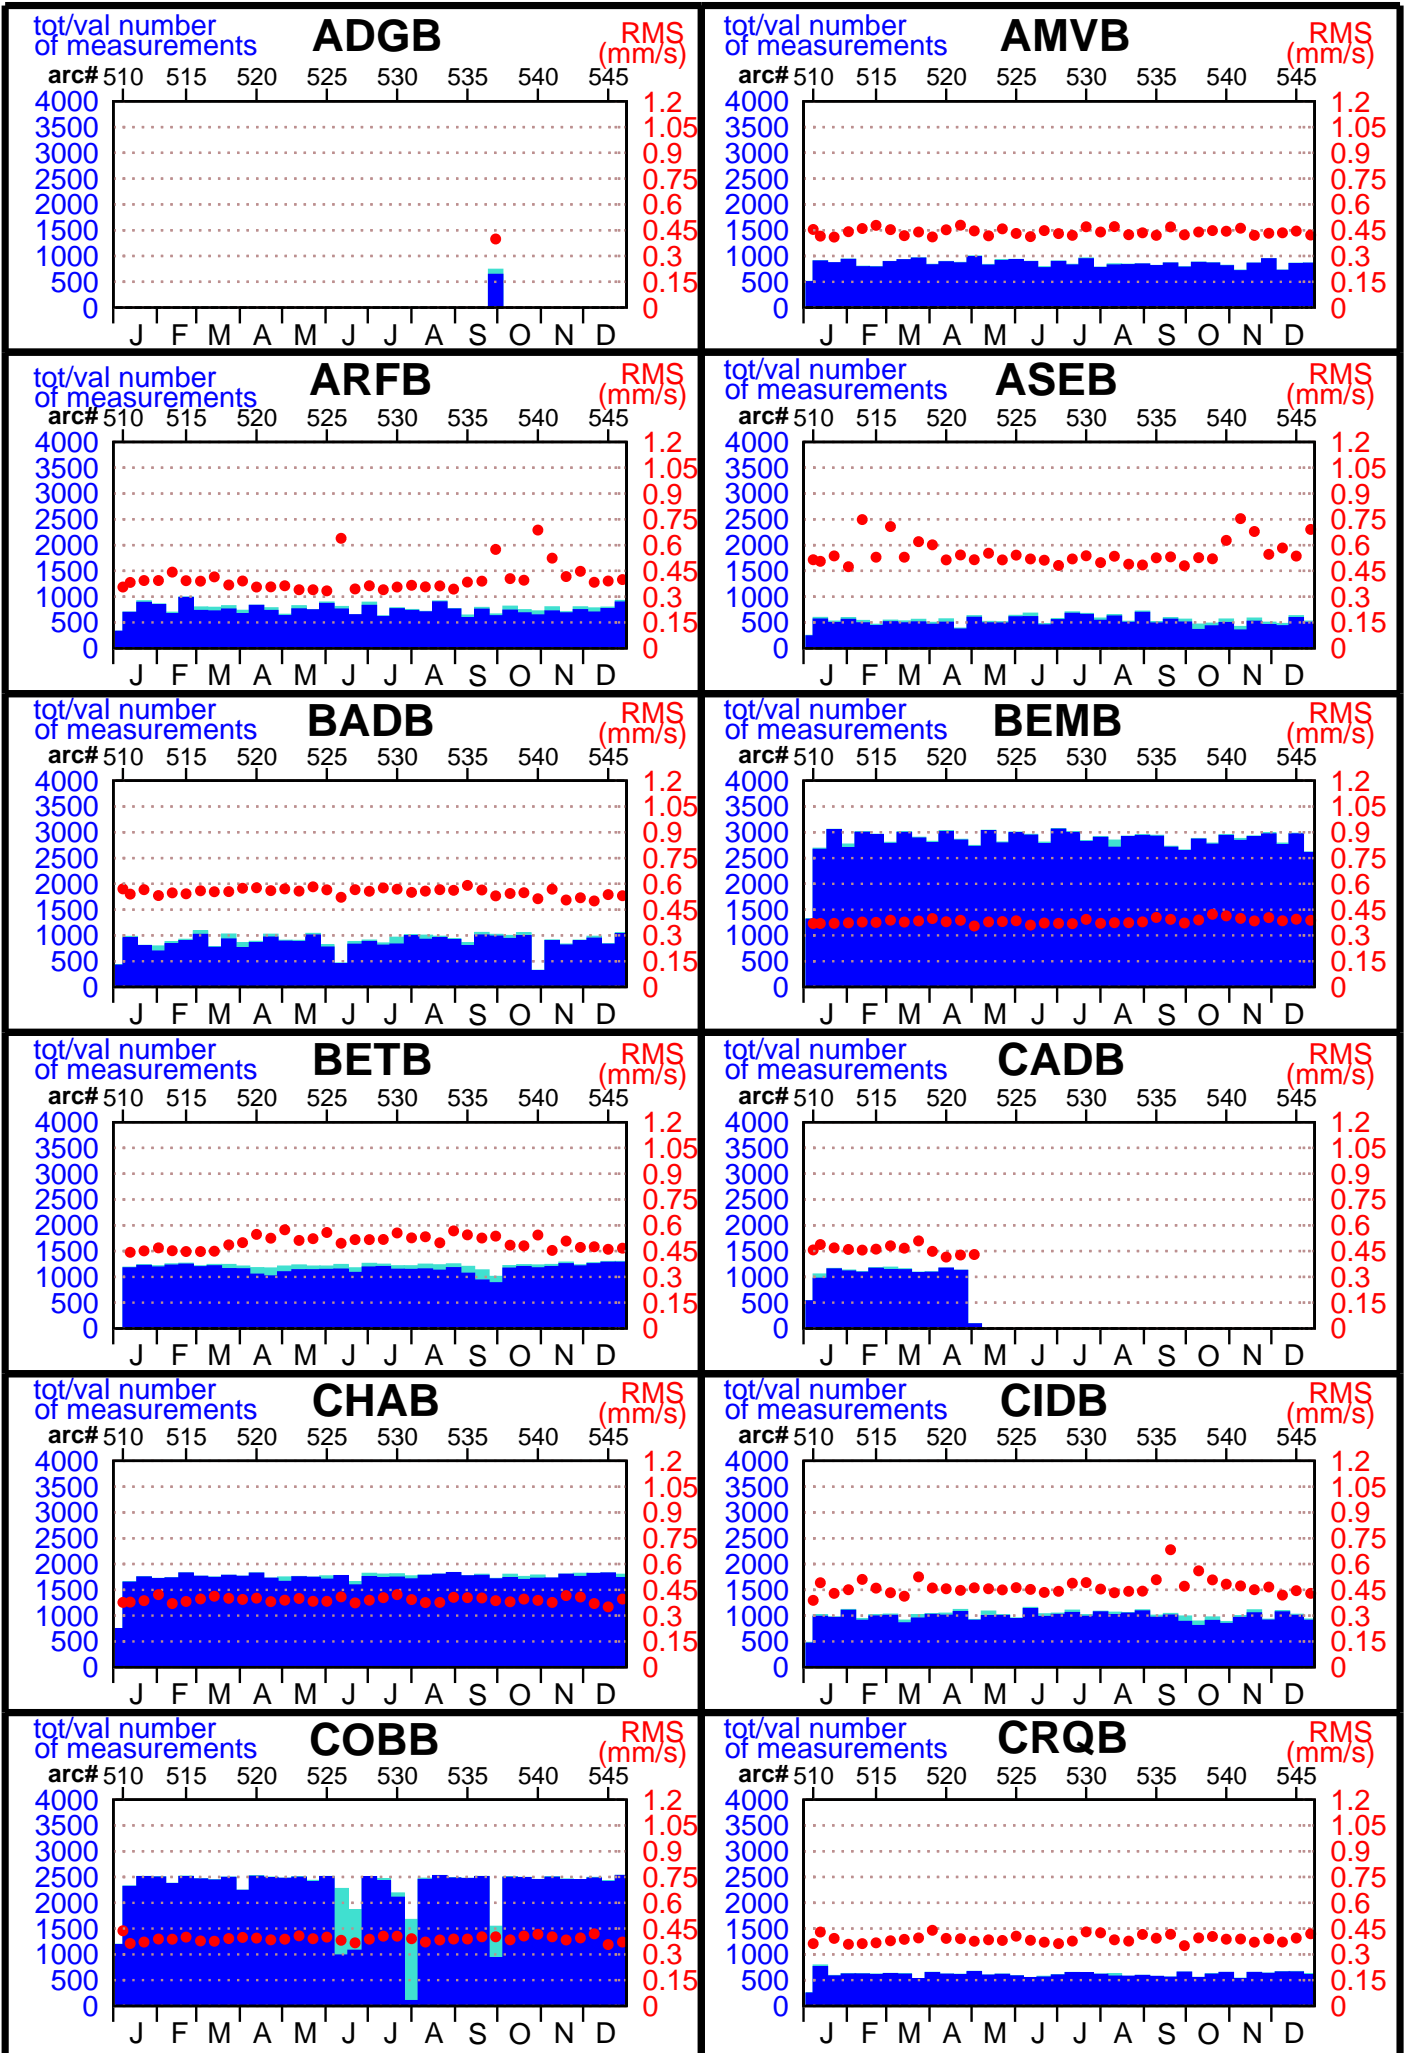 tot/val number ADGB RMS
of measurements (mm/s)
arc# 510 515 520 525 530 535 540 545
4000 1.2
3500 1.05
3000 0.9
2500 0.75
2000 0.6
1500 0.45
1000 0.3
500 0.15
0 0
J F M A M J J A S O N D
tot/val number AMVB RMS
of measurements (mm/s)
arc# 510 515 520 525 530 535 540 545
4000 1.2
3500 1.05
3000 0.9
2500 0.75
2000 0.6
1500 0.45
1000 0.3
500 0.15
0 0
J F M A M J J A S O N D
tot/val number ARFB RMS
of measurements (mm/s)
arc# 510 515 520 525 530 535 540 545
4000 1.2
3500 1.05
3000 0.9
2500 0.75
2000 0.6
1500 0.45
1000 0.3
500 0.15
0 0
J F M A M J J A S O N D
tot/val number ASEB RMS
of measurements (mm/s)
arc# 510 515 520 525 530 535 540 545
4000 1.2
3500 1.05
3000 0.9
2500 0.75
2000 0.6
1500 0.45
1000 0.3
500 0.15
0 0
J F M A M J J A S O N D
tot/val number BADB RMS
of measurements (mm/s)
arc# 510 515 520 525 530 535 540 545
4000 1.2
3500 1.05
3000 0.9
2500 0.75
2000 0.6
1500 0.45
1000 0.3
500 0.15
0 0
J F M A M J J A S O N D
tot/val number BEMB RMS
of measurements (mm/s)
arc# 510 515 520 525 530 535 540 545
4000 1.2
3500 1.05
3000 0.9
2500 0.75
2000 0.6
1500 0.45
1000 0.3
500 0.15
0 0
J F M A M J J A S O N D
tot/val number BETB RMS
of measurements (mm/s)
arc# 510 515 520 525 530 535 540 545
4000 1.2
3500 1.05
3000 0.9
2500 0.75
2000 0.6
1500 0.45
1000 0.3
500 0.15
0 0
J F M A M J J A S O N D
tot/val number CADB RMS
of measurements (mm/s)
arc# 510 515 520 525 530 535 540 545
4000 1.2
3500 1.05
3000 0.9
2500 0.75
2000 0.6
1500 0.45
1000 0.3
500 0.15
0 0
J F M A M J J A S O N D
tot/val number CHAB RMS
of measurements (mm/s)
arc# 510 515 520 525 530 535 540 545
4000 1.2
3500 1.05
3000 0.9
2500 0.75
2000 0.6
1500 0.45
1000 0.3
500 0.15
0 0
J F M A M J J A S O N D
tot/val number CIDB RMS
of measurements (mm/s)
arc# 510 515 520 525 530 535 540 545
4000 1.2
3500 1.05
3000 0.9
2500 0.75
2000 0.6
1500 0.45
1000 0.3
500 0.15
0 0
J F M A M J J A S O N D
tot/val number COBB RMS
of measurements (mm/s)
arc# 510 515 520 525 530 535 540 545
4000 1.2
3500 1.05
3000 0.9
2500 0.75
2000 0.6
1500 0.45
1000 0.3
500 0.15
0 0
J F M A M J J A S O N D
tot/val number CRQB RMS
of measurements (mm/s)
arc# 510 515 520 525 530 535 540 545
4000 1.2
3500 1.05
3000 0.9
2500 0.75
2000 0.6
1500 0.45
1000 0.3
500 0.15
0 0
J F M A M J J A S O N D